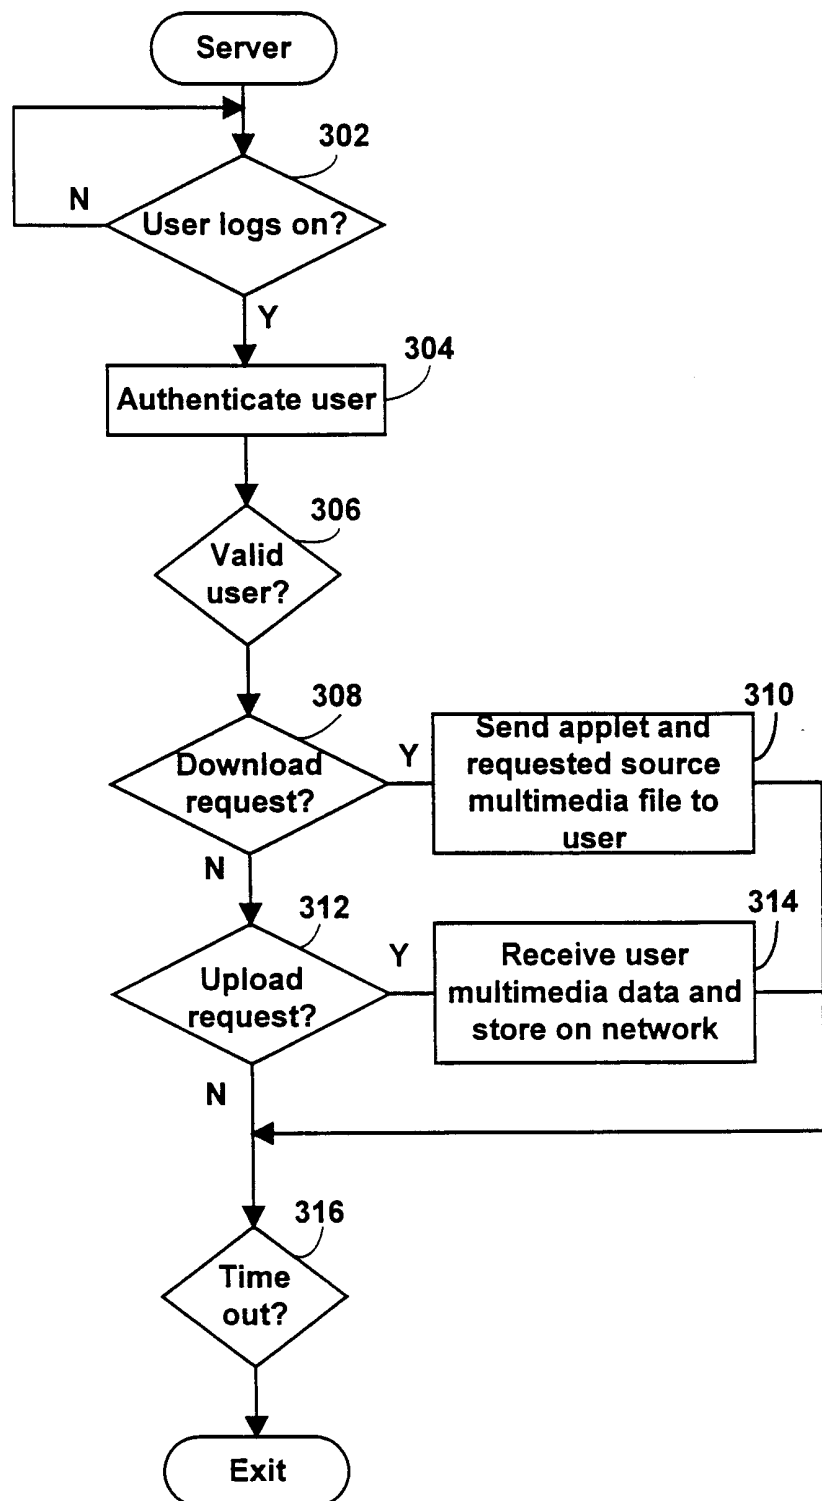 Server
302
N
User logs on?
Y
304
Authenticate user
306
Valid
user?
308
310
Download
request?
Y
Send applet and
requested source
multimedia file to
user
N
312
314
Upload
request?
Y
Receive user
multimedia data and
store on network
N
316
Time
out?
Exit